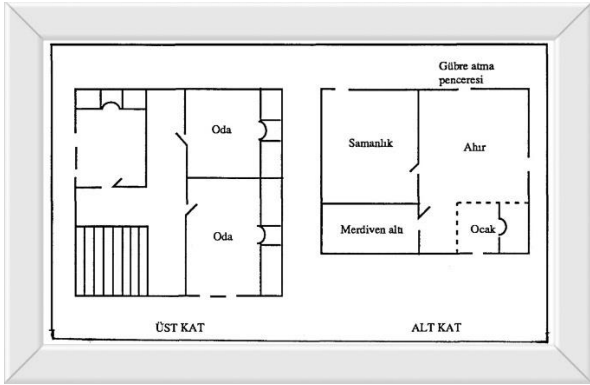 Gübre atma
penceresi
Oda
Samanlık
Ahır
Oda
Merdiven altı
Ocak
ÜST KAT
ALT KAT